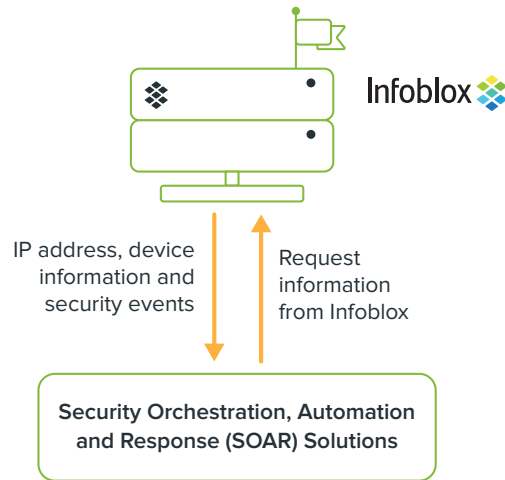 Infoblox
IP address, device
information and
security events
Request
information
from Infoblox
Security Orchestration, Automation
and Response (SOAR) Solutions